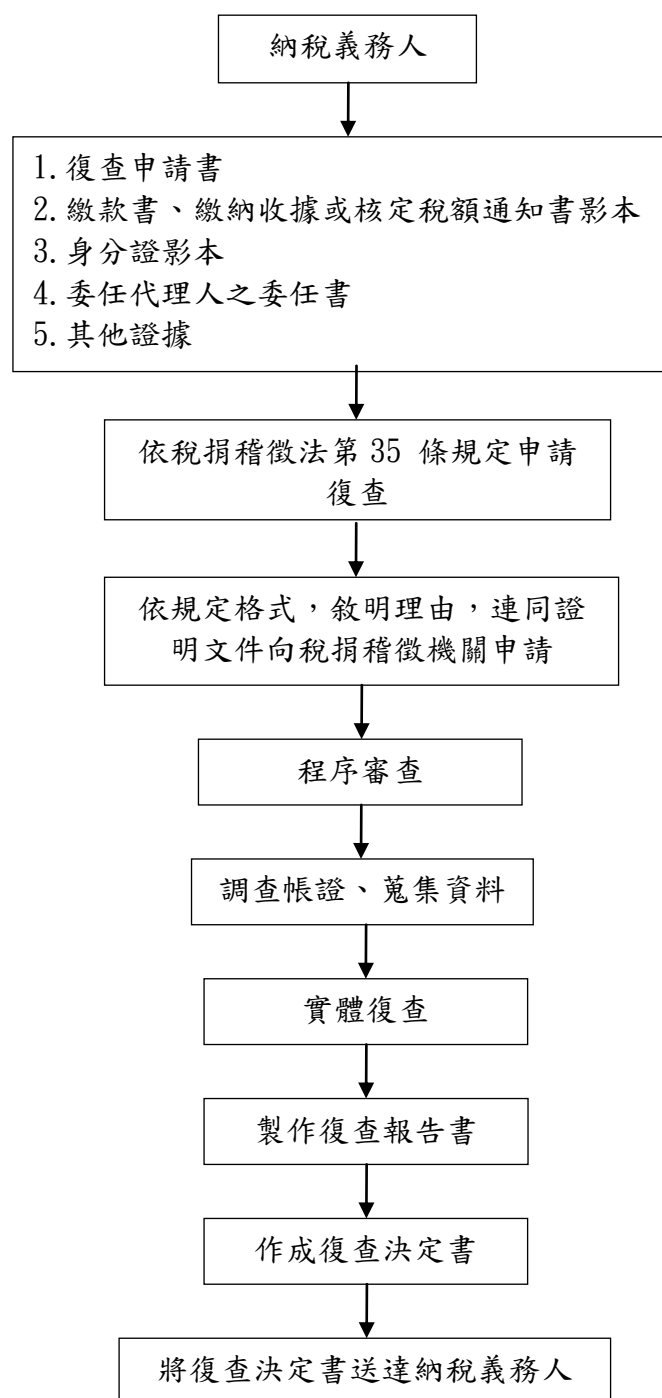 納稅義務人
1.復查申請書
2.繳款書、繳納收據或核定稅額通知書影本
3.身分證影本
4.委任代理人之委任書
5.其他證據
依稅捐稽徵法第 35 條規定申請
復查
依規定格式，敘明理由，連同證
明文件向稅捐稽徵機關申請
程序審查
調查帳證、蒐集資料
實體復查
製作復查報告書
作成復查決定書
將復查決定書送達納稅義務人